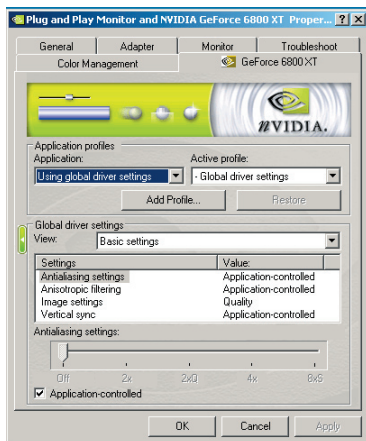 Plug and Play Monitor and NVIDIA GeForce 6800 XT Proper...
General Adapter Monitor Troubleshoot
Color Management GeForce 6800 XT
nVIDIA.
Application profiles
Application: Active profile:
Using global driver settings - Global driver settings
Add Profile... Restore
Global driver settings
View: Basic settings
Settings Value:
Antialiasing settings Application-controlled
Anisotropic filtering Application-controlled
Image settings Quality
Vertical sync Application-controlled
Antialiasing settings:
Off 2x 2xQ 4x 8xS
Application-controlled
OK Cancel Apply